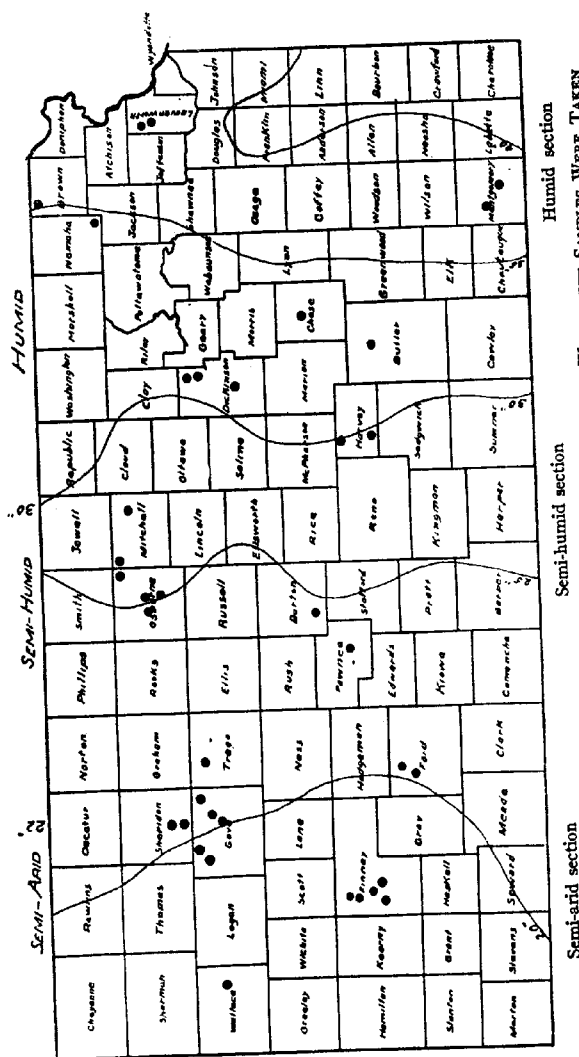 SEMI-ARID SEMI-HUMID HUMID
22" 30"
Cheyenne Rawlins Decatur Norton Phillips Smith Jewell Republic Washington Marshall Nemaha Brown Doniphan
Sherman Thomas Sheridan Graham Rooks Osborne Mitchell Cloud Clay Riley Pottawatomie Jackson Atchison
Ottawa Jefferson Leavenworth Wyandotte
Wallace Logan Gove Trego Ellis Russell Lincoln Saline Dickinson Geary Wabaunsee Shawnee Douglas Johnson
Ellsworth Morris Osage Franklin Miami
Greeley Wichita Scott Lane Ness Rush Barton Rice McPherson Marion Chase Lyon Coffey Anderson Linn
Hamilton Kearny Finney Hodgeman Pawnee Stafford Reno Harvey Butler Greenwood Woodson Allen Bourbon
Gray Ford Edwards Pratt Kingman Sedgwick Elk Wilson Neosho Crawford
Stanton Grant Haskell Kiowa
Morton Stevens Seward Meade Clark Comanche Barber Harper Sumner Cowley Chautauqua Montgomery Labette Cherokee
Semi-arid section Semi-humid section Humid section
SAMPLES WERE TAKEN